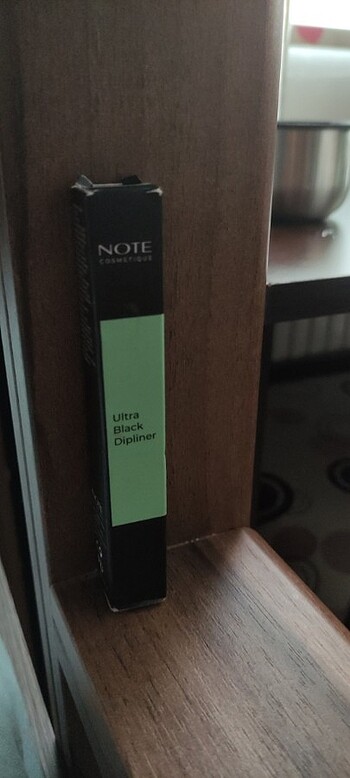 NOTE
COSMETIQUE
Ultra
Black
Dipliner